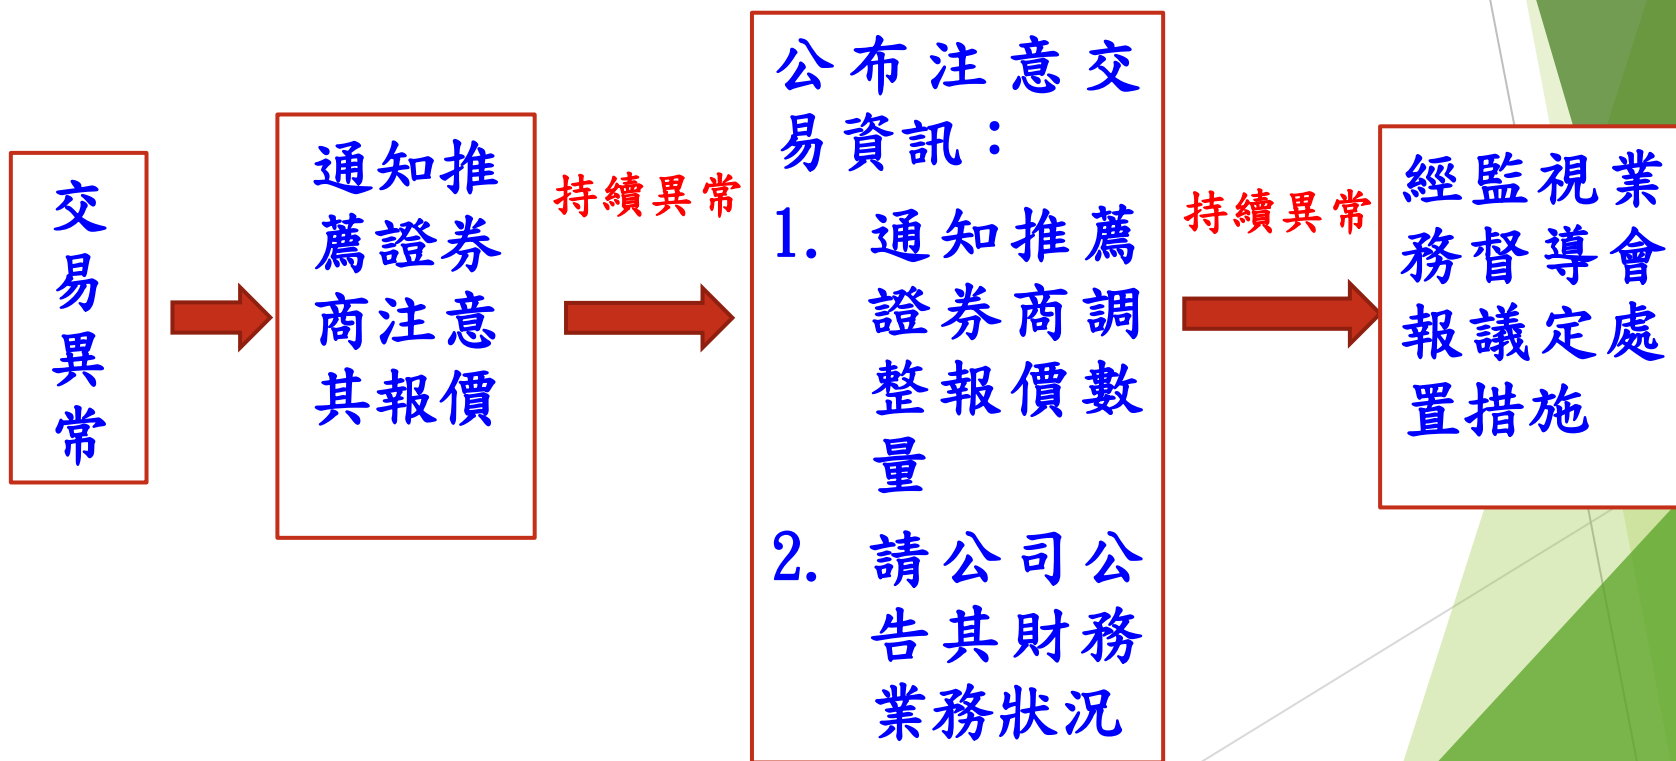 交
易
異
常
通知推
薦證券
商注意
其報價
持續異常
公布注意交
易資訊：
1. 通知推薦
證券商調
整報價數
量
2. 請公司公
告其財務
業務狀況
持續異常
經監視業
務督導會
報議定處
置措施